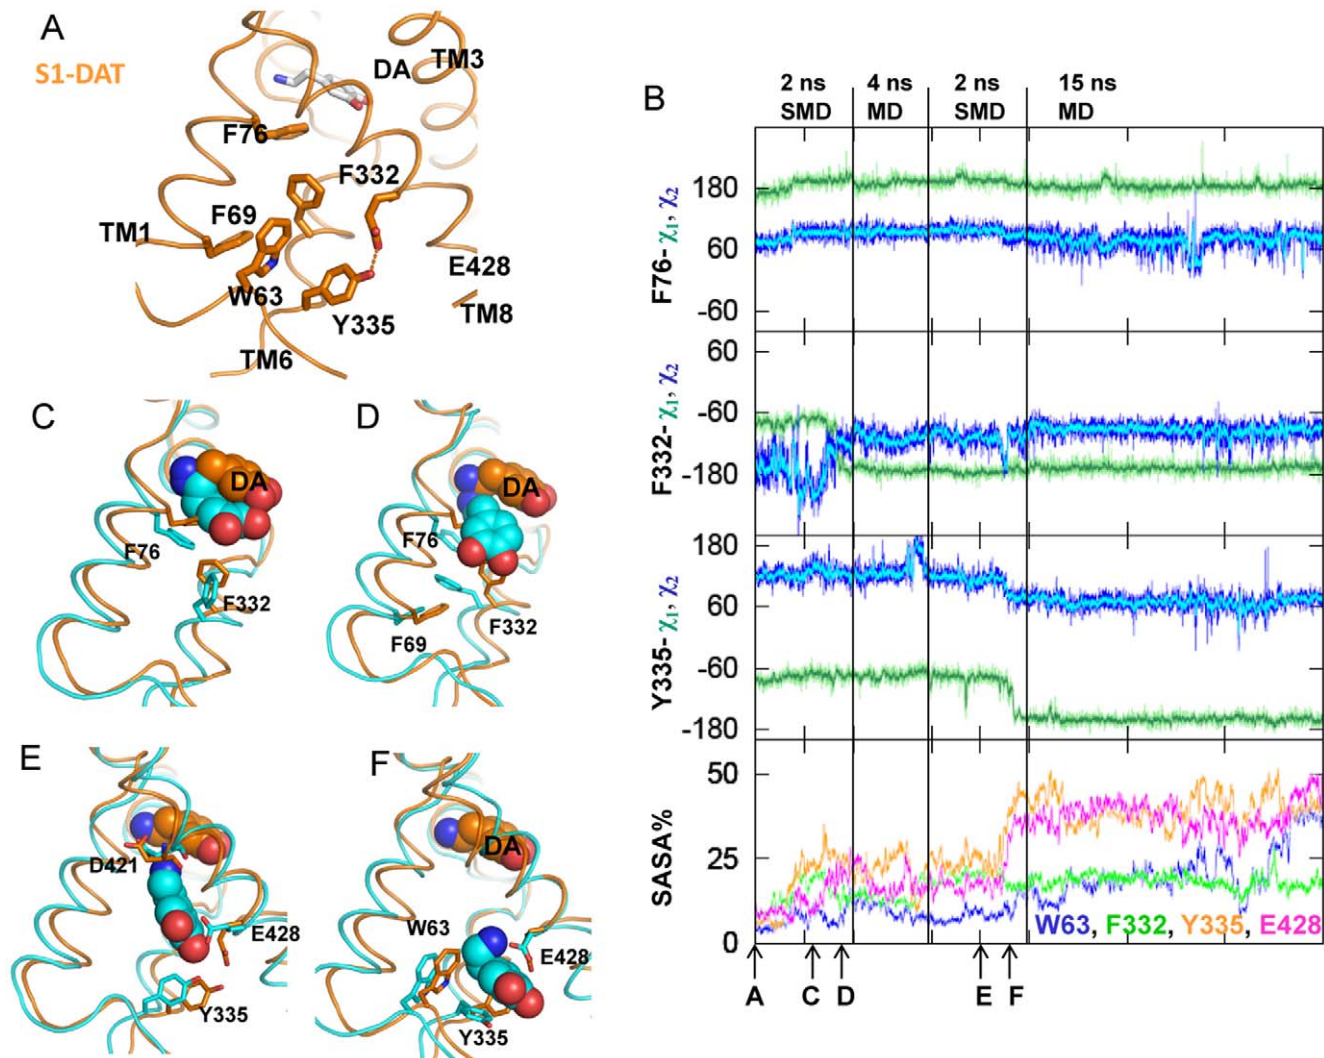 A
S1-DAT
DA
TM3
F76
F332
F69
TM1
E428
W63
Y335
TM8
TM6
B
2 ns
SMD
4 ns
MD
2 ns
SMD
15 ns
MD
F76- χ1, χ2
180
60
-60
F332- χ1, χ2
60
-60
-180
Y335- χ1, χ2
180
60
-60
-180
SASA%
50
25
0
W63, F332, Y335, E428
A C D E F
C
DA
F76
F332
D
DA
F76
F69
F332
E
D421
E428
Y335
F
DA
W63
E428
Y335